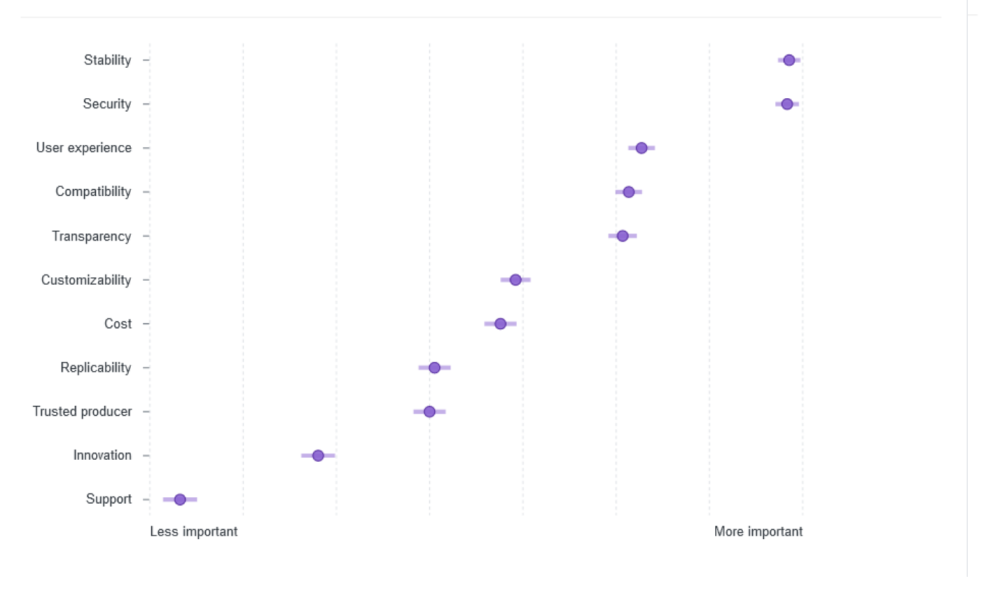 Stability
Security
User experience
Compatibility
Transparency
Customizability
Cost
Replicability
Trusted producer
Innovation
Support
Less important
More important